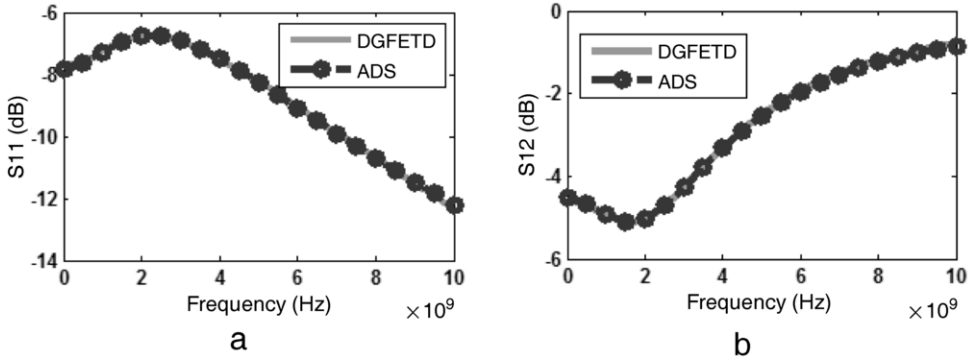 -6
-8
-10
-12
-14
S11 (dB)
DGFETD
ADS
0 2 4 6 8 10
Frequency (Hz)
×10⁹
a
0
-2
-4
-6
S12 (dB)
DGFETD
ADS
0 2 4 6 8 10
Frequency (Hz)
×10⁹
b